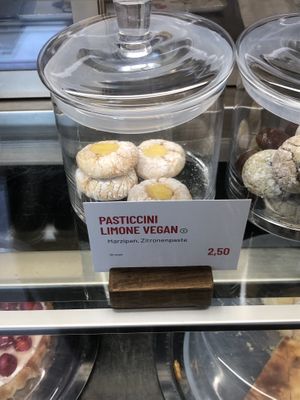 PASTICCINI
LIMONE VEGAN
Marzipan, Zitronenpaste
2,50